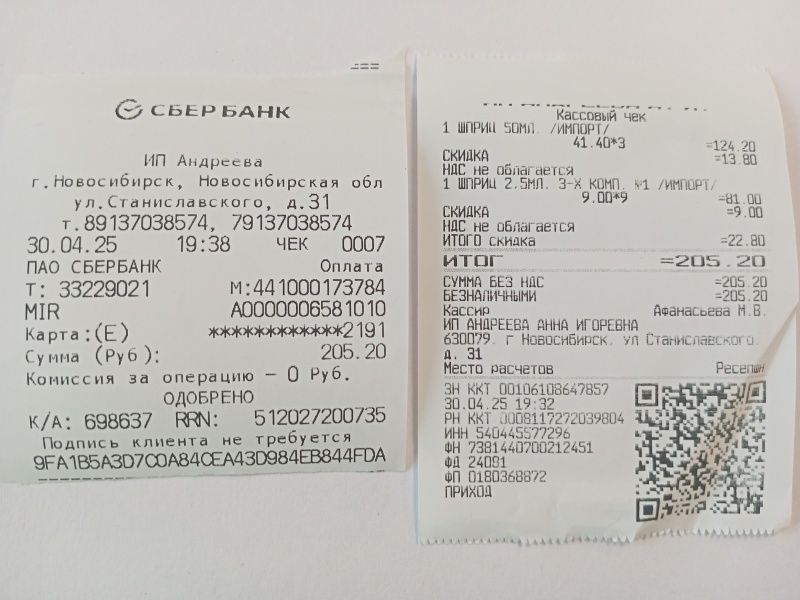 ===
СБЕР БАНК
ИП Андреева
г.Новосибирск, Новосибирская обл
ул.Станиславского, д.31
т.89137038574, 79137038574
30.04.25 19:38 ЧЕК 0007
ПАО СБЕРБАНК Оплата
Т: 33229021 М:441000173784
MIR A0000006581010
Карта:(E) ************2191
Сумма (Руб): 205.20
Комиссия за операцию – 0 Руб.
ОДОБРЕНО
К/А: 698637 RRN: 512027200735
Подпись клиента не требуется
9FA1B5A3D7C0A84CEA43D984EB844FDA
Кассовый чек
1 ШПРИЦ 50МЛ. /ИМПОРТ/
41.40*3 =124.20
СКИДКА =13.80
НДС не облагается
1 ШПРИЦ 2.5МЛ. 3-Х КОМП. №1 /ИМПОРТ/
9.00*9 =81.00
СКИДКА =9.00
НДС не облагается
ИТОГО скидка =22.80
ИТОГ =205.20
СУММА БЕЗ НДС =205.20
БЕЗНАЛИЧНЫМИ =205.20
Кассир Афанасьева М.В.
ИП АНДРЕЕВА АННА ИГОРЕВНА
630079. г Новосибирск. ул Станиславского.
д. 31
Место расчетов Ресепшн
ЗН ККТ 00106108647857
30.04.25 19:32
РН ККТ 0008117272039804
ИНН 540445577296
ФН 7381440700212451
ФД 24091
ФП 0180368872
ПРИХОД